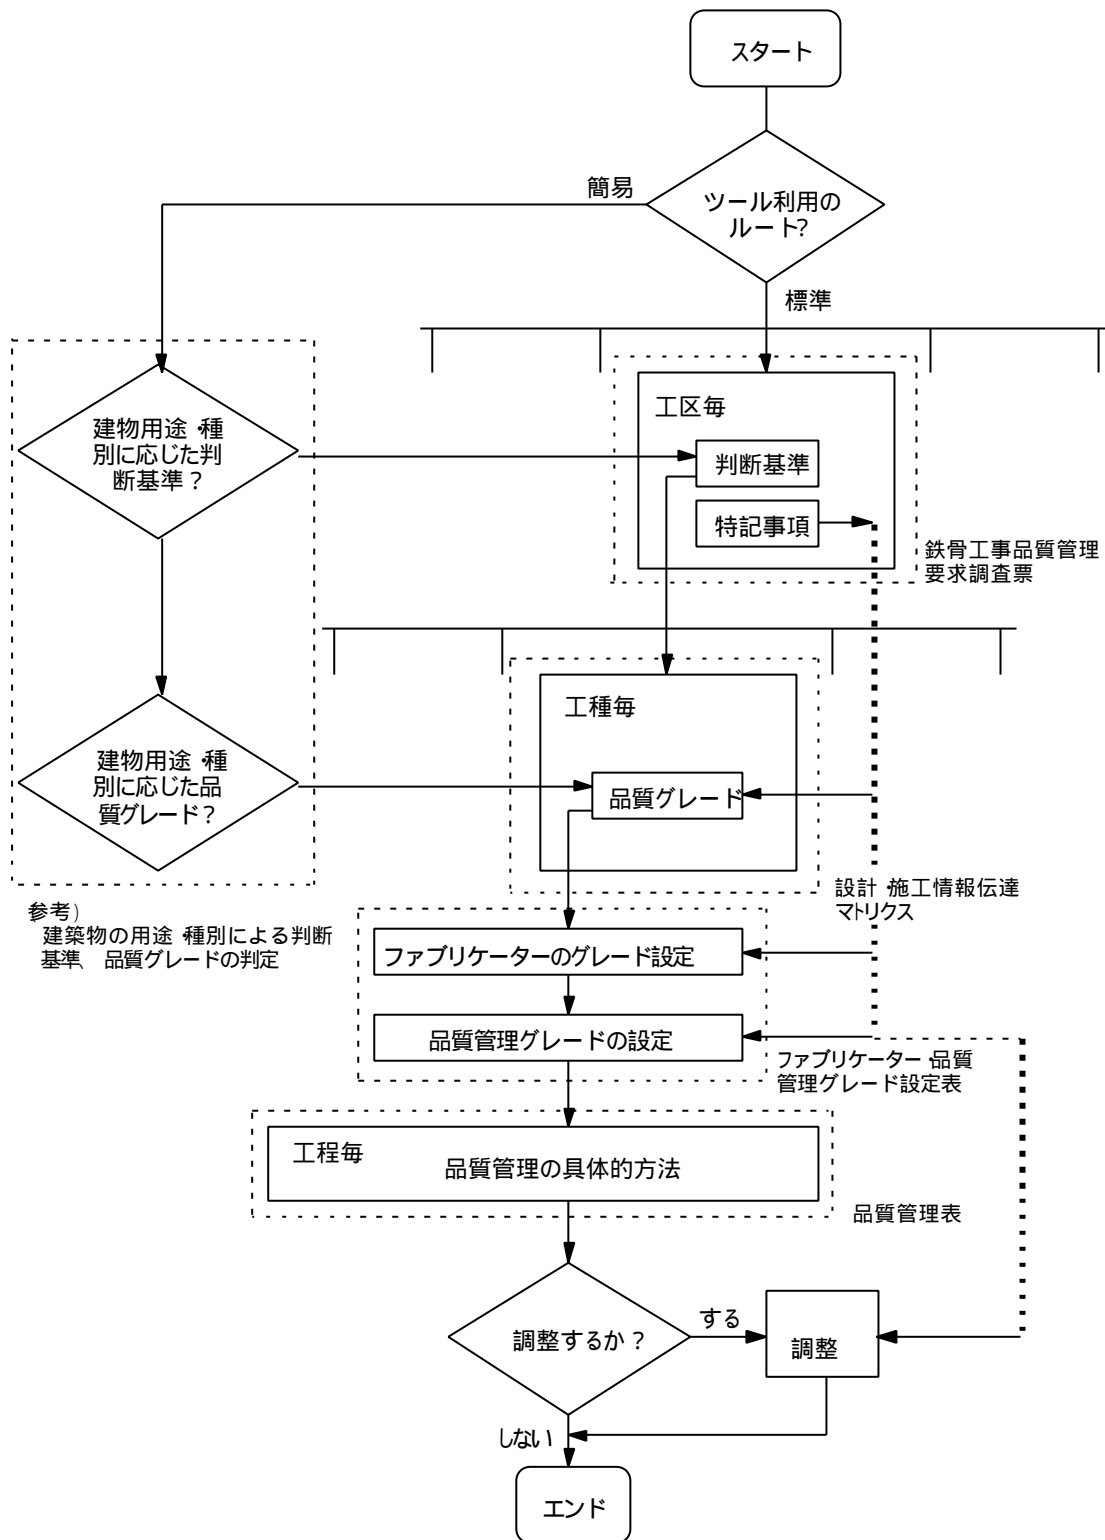 スタート
ツール利用の
ルート?
簡易
標準
建物用途・種
別に応じた判
断基準？
工区毎
判断基準
特記事項
鉄骨工事品質管理
要求調査票
工種毎
品質グレード
建物用途・種
別に応じた品
質グレード？
設計・施工情報伝達
マトリクス
参考）
建築物の用途・種別による判断
基準、品質グレードの判定
ファブリケーターのグレード設定
品質管理グレードの設定
ファブリケーター・品質
管理グレード設定表
工程毎
品質管理の具体的方法
品質管理表
調整するか？
する
調整
しない
エンド